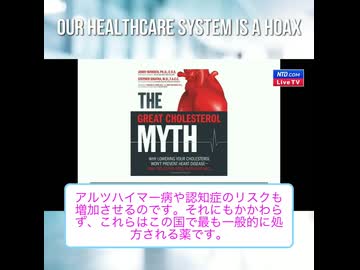 OUR HEALTHCARE SYSTEM IS A HOAX
NTD.COM
Live TV
JONNY BOWDEN, PH.D., C.N.S.
STEPHEN SINATRA, M.D., F.A.C.C.
THE
GREAT CHOLESTEROL
MYTH
WHY LOWERING YOUR CHOLESTEROL
WON'T PREVENT HEART DISEASE—
アルツハイマー病や認知症のリスクも
増加させるのです。それにもかかわら
ず、これらはこの国で最も一般的に処
方される薬です。